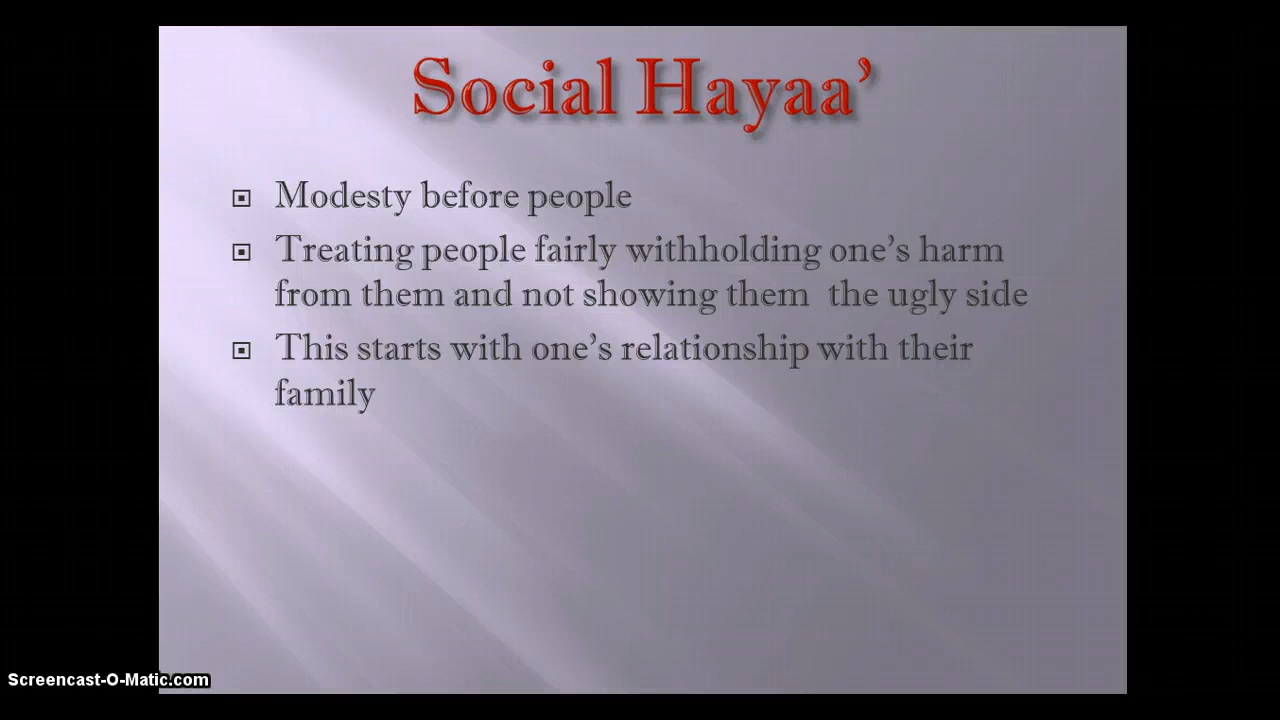 Social Hayaa’
Modesty before people
Treating people fairly withholding one’s harm
from them and not showing them  the ugly side
This starts with one’s relationship with their
family
Screencast-O-Matic.com